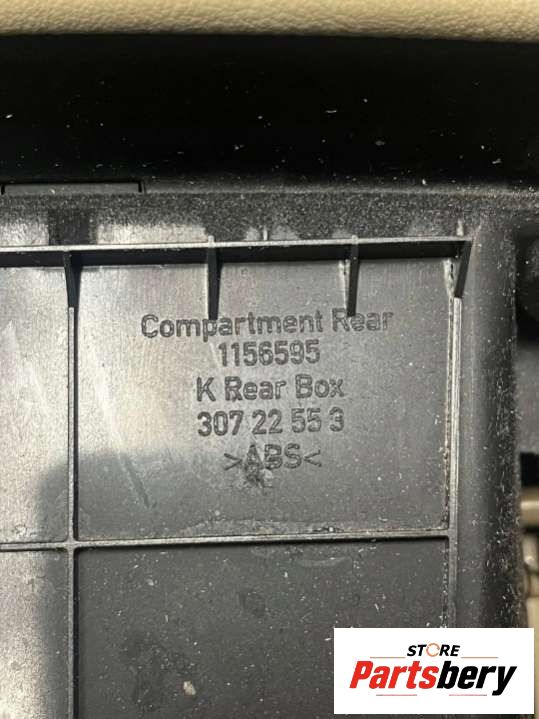 Compartment Rear
1156595
K Rear Box
307 22 55 3
>ABS<
STORE
Partsbery